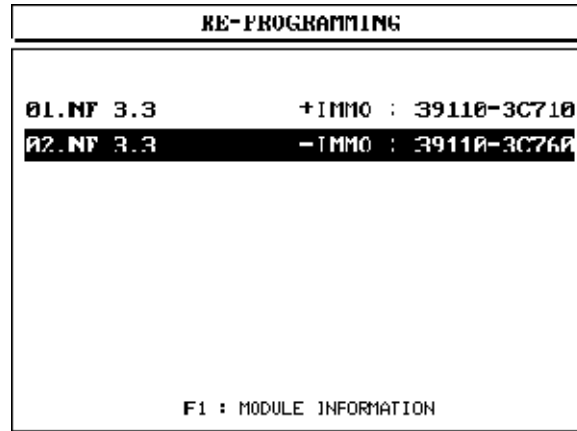 RE-PROGRAMMING
01.NF 3.3 +IMMO : 39110-3C710
02.NF 3.3 -IMMO : 39110-3C760
F1 : MODULE INFORMATION